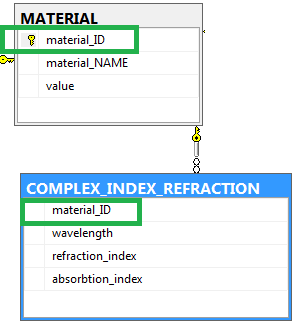 MATERIAL
material_ID
material_NAME
value
COMPLEX_INDEX_REFRACTION
material_ID
wavelength
refraction_index
absorbtion_index